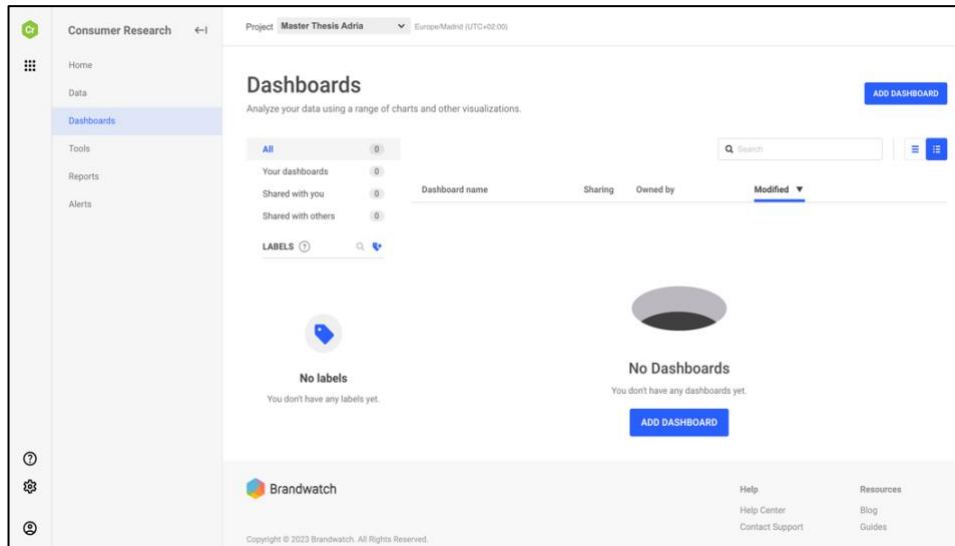 Cr
Consumer Research
Home
Data
Dashboards
Tools
Reports
Alerts
Project Master Thesis Adria Europe/Madrid (UTC+02:00)
Dashboards
Analyze your data using a range of charts and other visualizations.
ADD DASHBOARD
All 0
Your dashboards 0
Shared with you 0
Shared with others 0
LABELS ?
No labels
You don't have any labels yet.
Search
Dashboard name Sharing Owned by Modified ▼
No Dashboards
You don't have any dashboards yet.
ADD DASHBOARD
Brandwatch
Copyright © 2023 Brandwatch. All Rights Reserved.
Help
Help Center
Contact Support
Resources
Blog
Guides